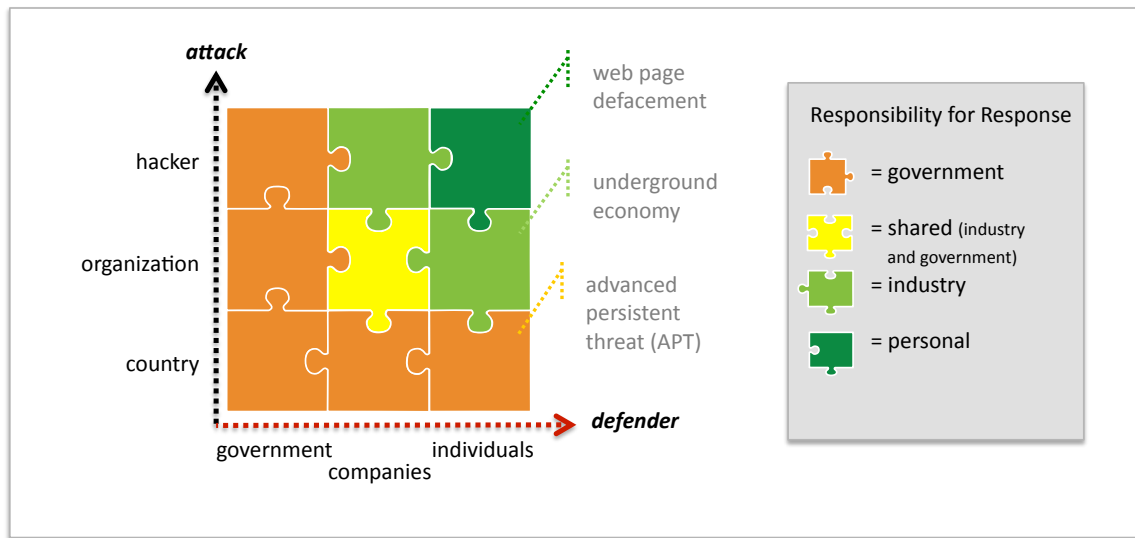 attack
hacker
organization
country
government
companies
individuals
defender
web page
defacement
underground
economy
advanced
persistent
threat (APT)
Responsibility for Response
= government
= shared (industry
and government)
= industry
= personal